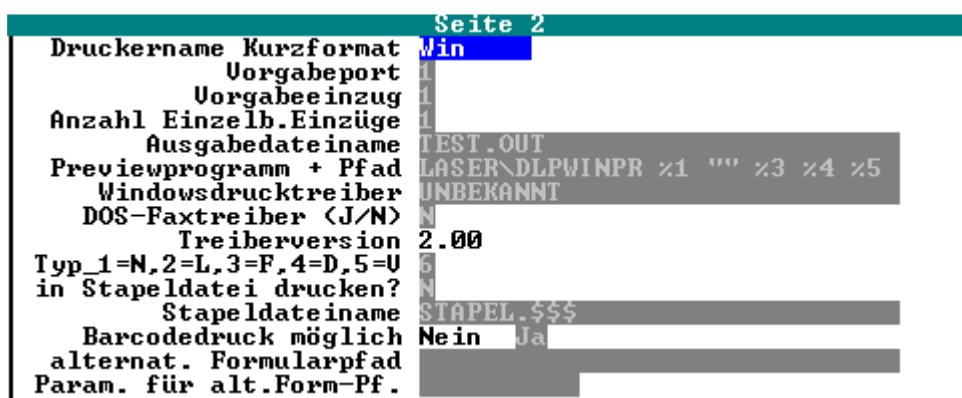 Seite 2
Druckername Kurzformat Win
Vorgabeport 1
Vorgabeeinzug 1
Anzahl Einzelb.Einzüge 1
Ausgabedateiname TEST.OUT
Previewprogramm + Pfad LASER\DLPWINPR %1 "" %3 %4 %5
Windowsdrucktreiber UNBEKANNT
DOS-Faxtreiber (J/N) N
Treiberversion 2.00
Typ_1=N,2=L,3=F,4=D,5=V 6
in Stapeldatei drucken? N
Stapeldateiname STAPEL.$$$
Barcodedruck möglich Nein Ja
alternat. Formularpfad
Param. für alt.Form-Pf.